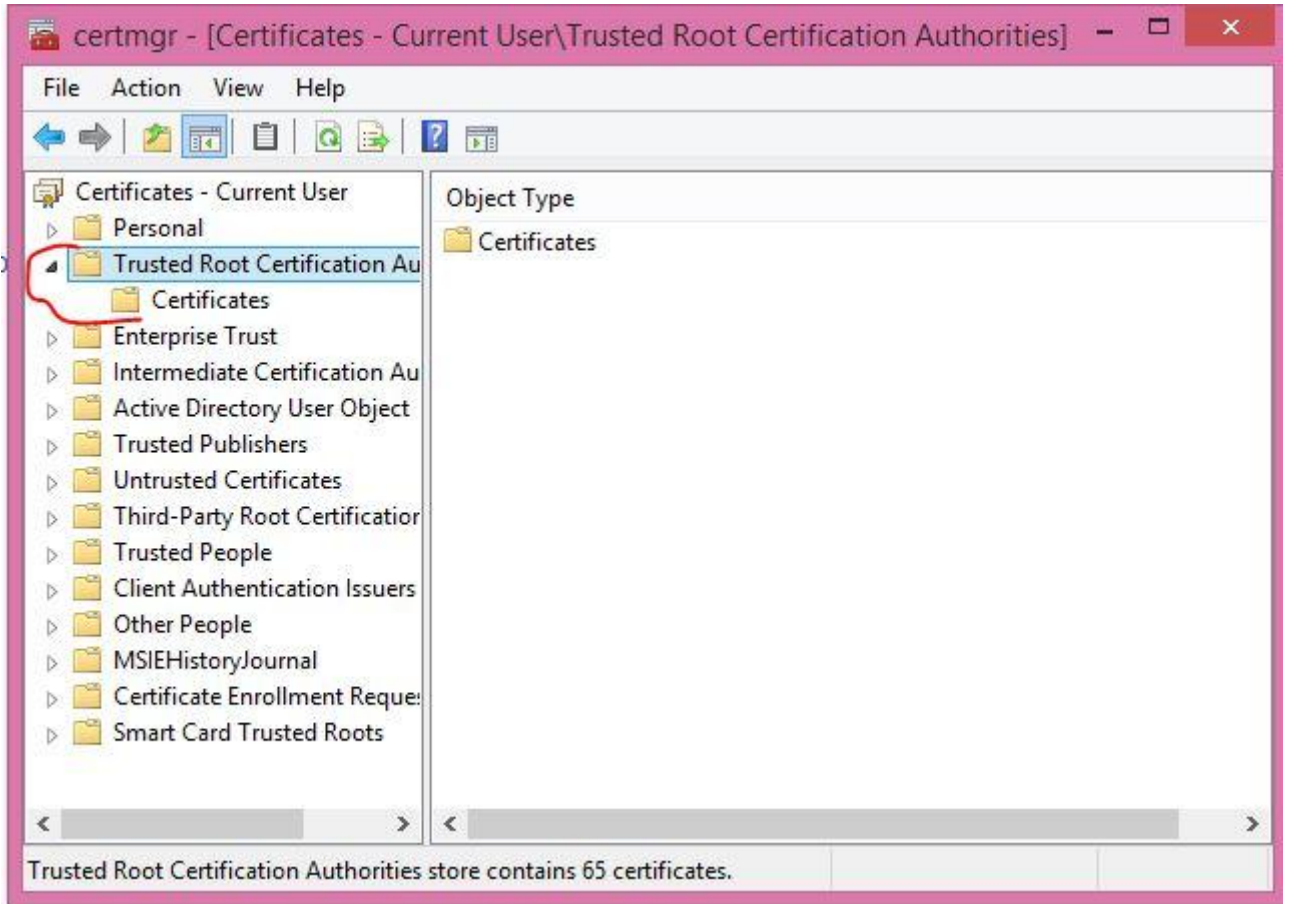 certmgr - [Certificates - Current User\Trusted Root Certification Authorities]
File Action View Help
Certificates - Current User
Personal
Trusted Root Certification Au
Certificates
Enterprise Trust
Intermediate Certification Au
Active Directory User Object
Trusted Publishers
Untrusted Certificates
Third-Party Root Certification
Trusted People
Client Authentication Issuers
Other People
MSIEHistoryJournal
Certificate Enrollment Reque
Smart Card Trusted Roots
Object Type
Certificates
Trusted Root Certification Authorities store contains 65 certificates.